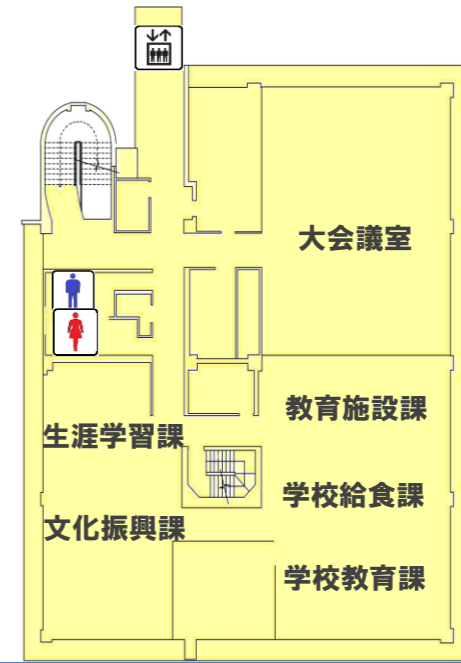 大会議室
教育施設課
生涯学習課
学校給食課
文化振興課
学校教育課